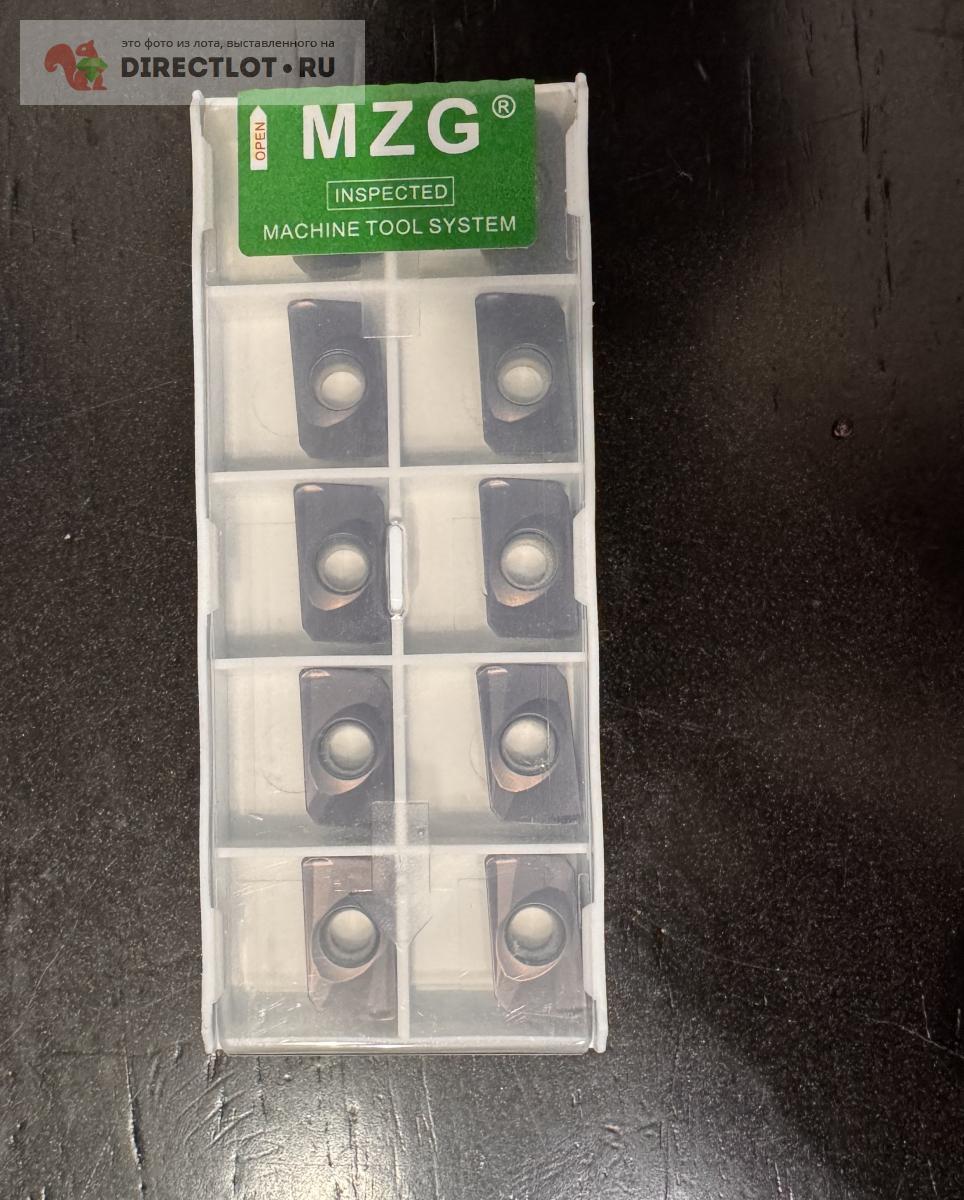 это фото из лота, выставленного на
DIRECTLOT•RU
OPEN
MZG®
INSPECTED
MACHINE TOOL SYSTEM